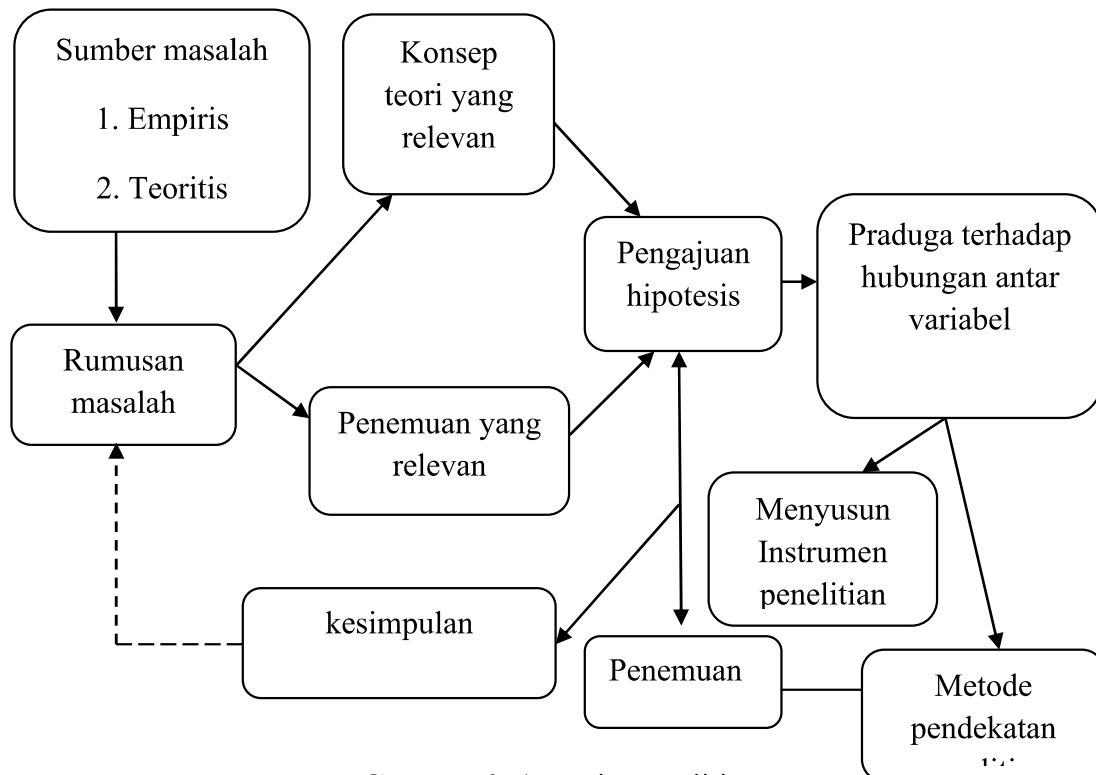 Sumber masalah
1. Empiris
2. Teoritis
Konsep
teori yang
relevan
Pengajuan
hipotesis
Praduga terhadap
hubungan antar
variabel
Rumusan
masalah
Penemuan yang
relevan
Menyusun
Instrumen
penelitian
kesimpulan
Penemuan
Metode
pendekatan